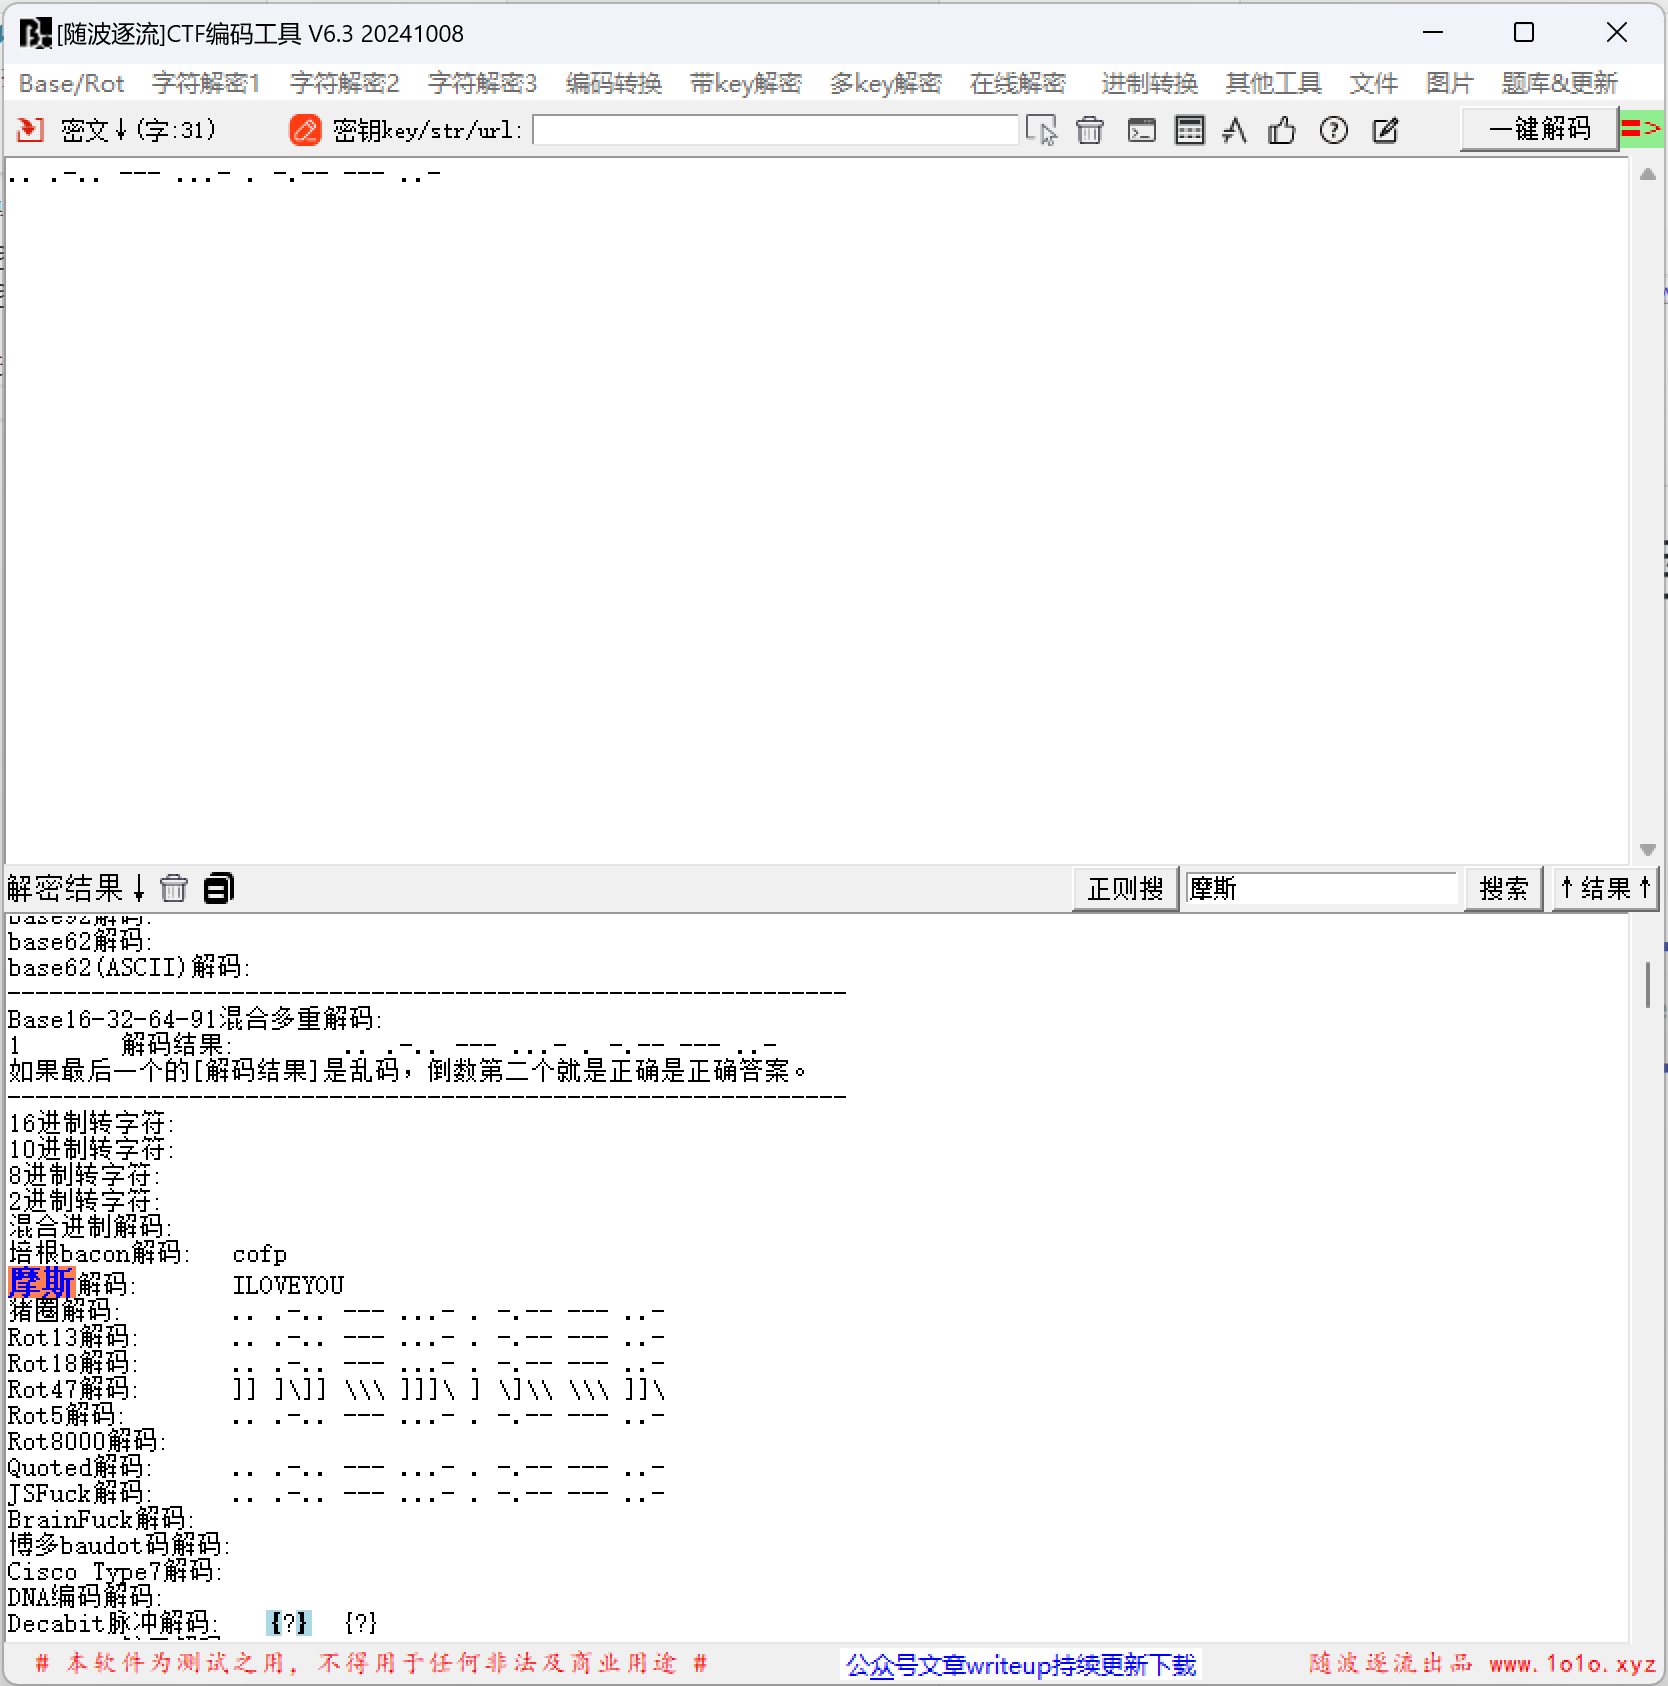 [随波逐流]CTF编码工具 V6.3 20241008
Base/Rot 字符解密1 字符解密2 字符解密3 编码转换 带key解密 多key解密 在线解密 进制转换 其他工具 文件 图片 题库&更新
密文↓(字:31) 密钥key/str/url: 一键解码 =>
.. .-.. --- ...- . -.-- --- ..-
解密结果↓ 正则搜 摩斯 搜索 ↑结果↑
base92解码:
base62解码:
base62(ASCII)解码:
------------------------------------------------------------
Base16-32-64-91混合多重解码:
1 解码结果: .. .-.. --- ...- . -.-- --- ..-
如果最后一个的[解码结果]是乱码，倒数第二个就是正确是正确答案。
------------------------------------------------------------
16进制转字符:
10进制转字符:
8进制转字符:
2进制转字符:
混合进制解码:
培根bacon解码: cofp
摩斯解码: ILOVEYOU
猪圈解码: .. .-.. --- ...- . -.-- --- ..-
Rot13解码: .. .-.. --- ...- . -.-- --- ..-
Rot18解码: .. .-.. --- ...- . -.-- --- ..-
Rot47解码: ]] ]\]] \\\ ]]]\ ] \]\\ \\\ ]]\
Rot5解码: .. .-.. --- ...- . -.-- --- ..-
Rot8000解码:
Quoted解码: .. .-.. --- ...- . -.-- --- ..-
JSFuck解码: .. .-.. --- ...- . -.-- --- ..-
BrainFuck解码:
博多baudot码解码:
Cisco Type7解码:
DNA编码解码:
Decabit脉冲解码: {?} {?}
# 本软件为测试之用，不得用于任何非法及商业用途 # 公众号文章writeup持续更新下载 随波逐流出品 www.1o1o.xyz